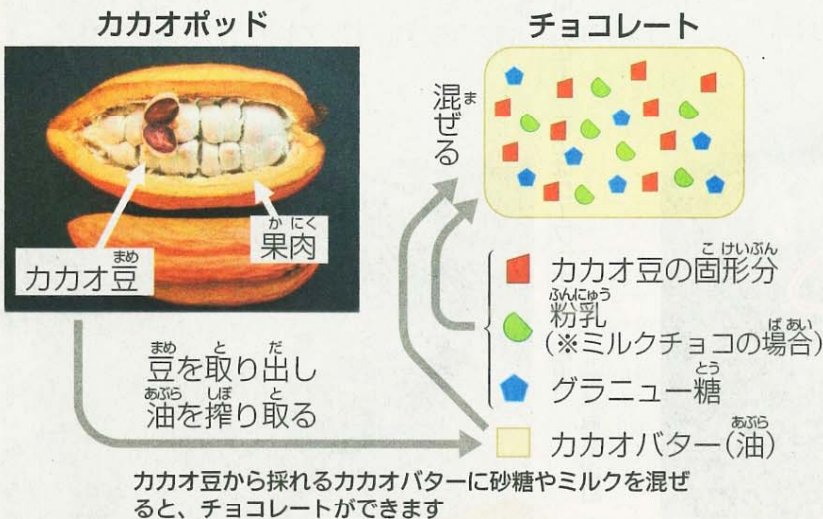 カカオポッド
カカオ豆
果肉
豆を取り出し
油を搾り取る
チョコレート
混ぜる
カカオ豆の固形分
粉乳
(※ミルクチョコの場合)
グラニュー糖
カカオバター(油)
カカオ豆から採れるカカオバターに砂糖やミルクを混ぜ
ると、チョコレートができます